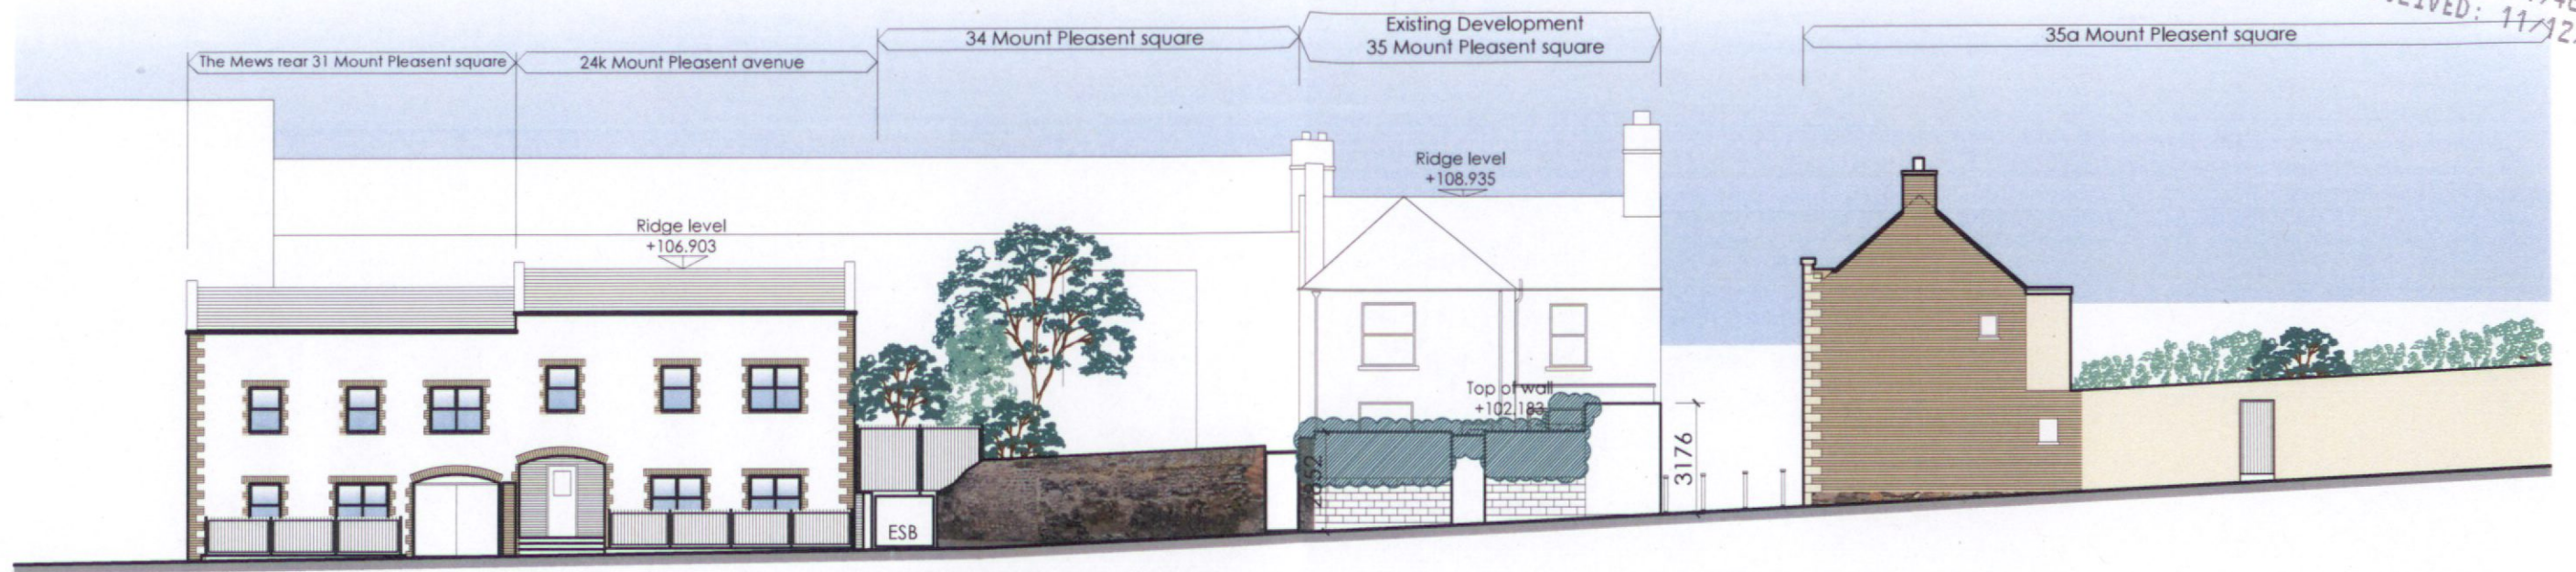 The Mews rear 31 Mount Pleasent square
24k Mount Pleasent avenue
34 Mount Pleasent square
Existing Development
35 Mount Pleasent square
35a Mount Pleasent square
Ridge level
+106.903
Ridge level
+108.935
Top of wall
+102.183
3176
ESB